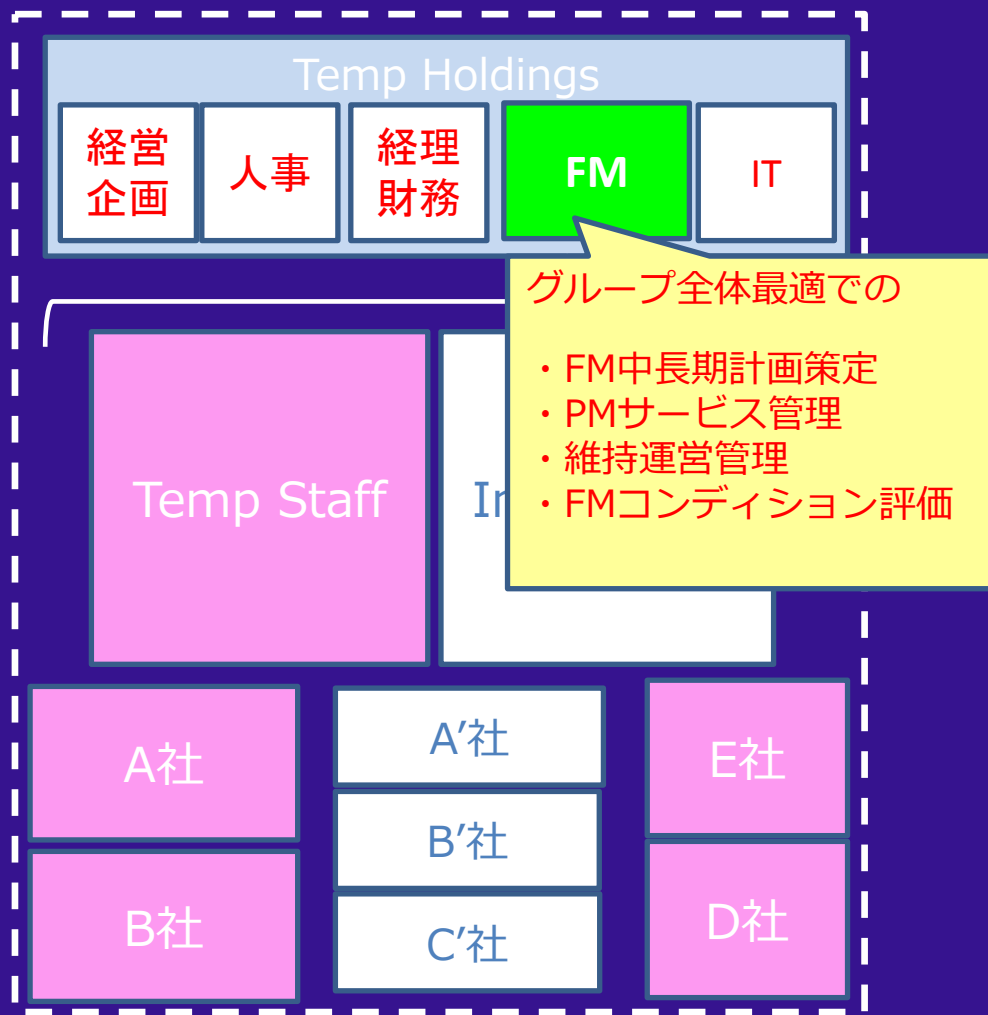 Temp Holdings
経営
企画
人事
経理
財務
FM
IT
グループ全体最適での
・FM中長期計画策定
・PMサービス管理
・維持運営管理
・FMコンディション評価
Temp Staff
A社
A’社
E社
B’社
B社
C’社
D社